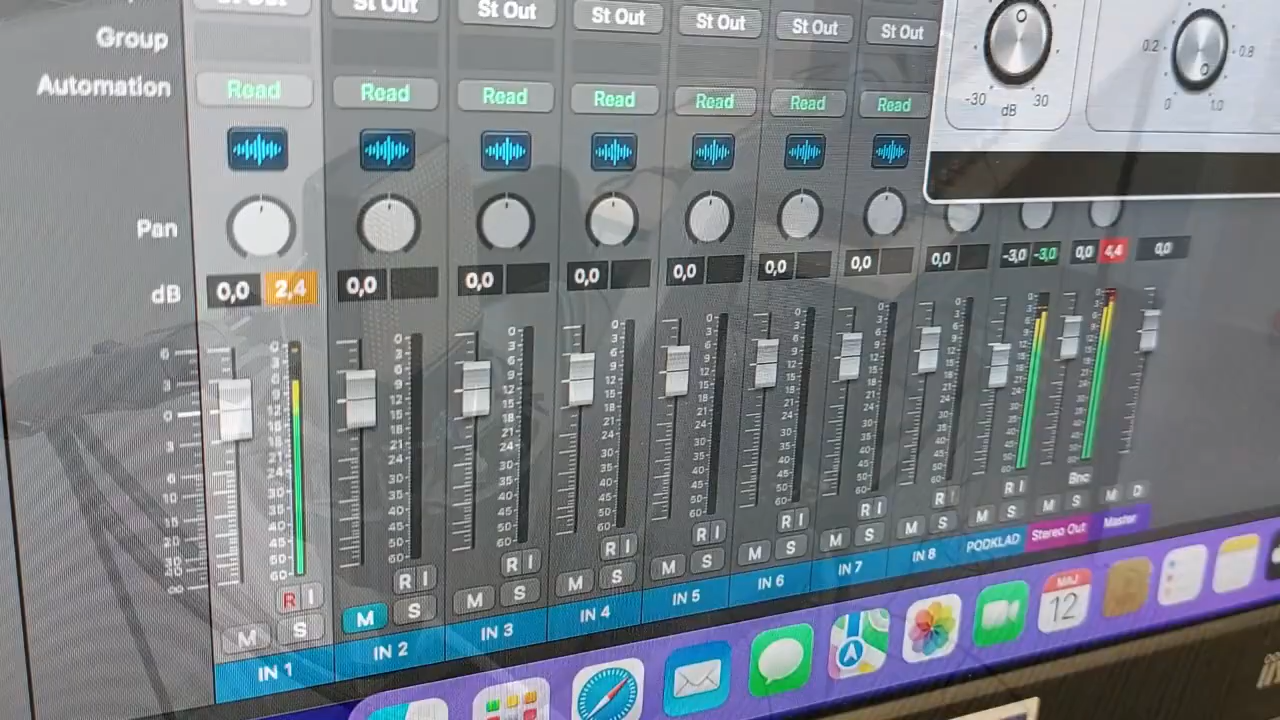 St Out St Out St Out St Out St Out St Out St Out
Group
Automation Read Read Read Read Read Read Read
-30 dB 30
0.2 0.8 0 1.0
Pan
dB 0,0 2,4 0,0 0,0 0,0 0,0 0,0 0,0 0,0 -3,0 -3,0 0,0 4,4 0,0
R I R I R I R I R I R I R I R I R I Bnc
M S M S M S M S M S M S M S M S M S M S M D
IN 1 IN 2 IN 3 IN 4 IN 5 IN 6 IN 7 IN 8 PODKLAD Stereo Out Master
MAJ
12